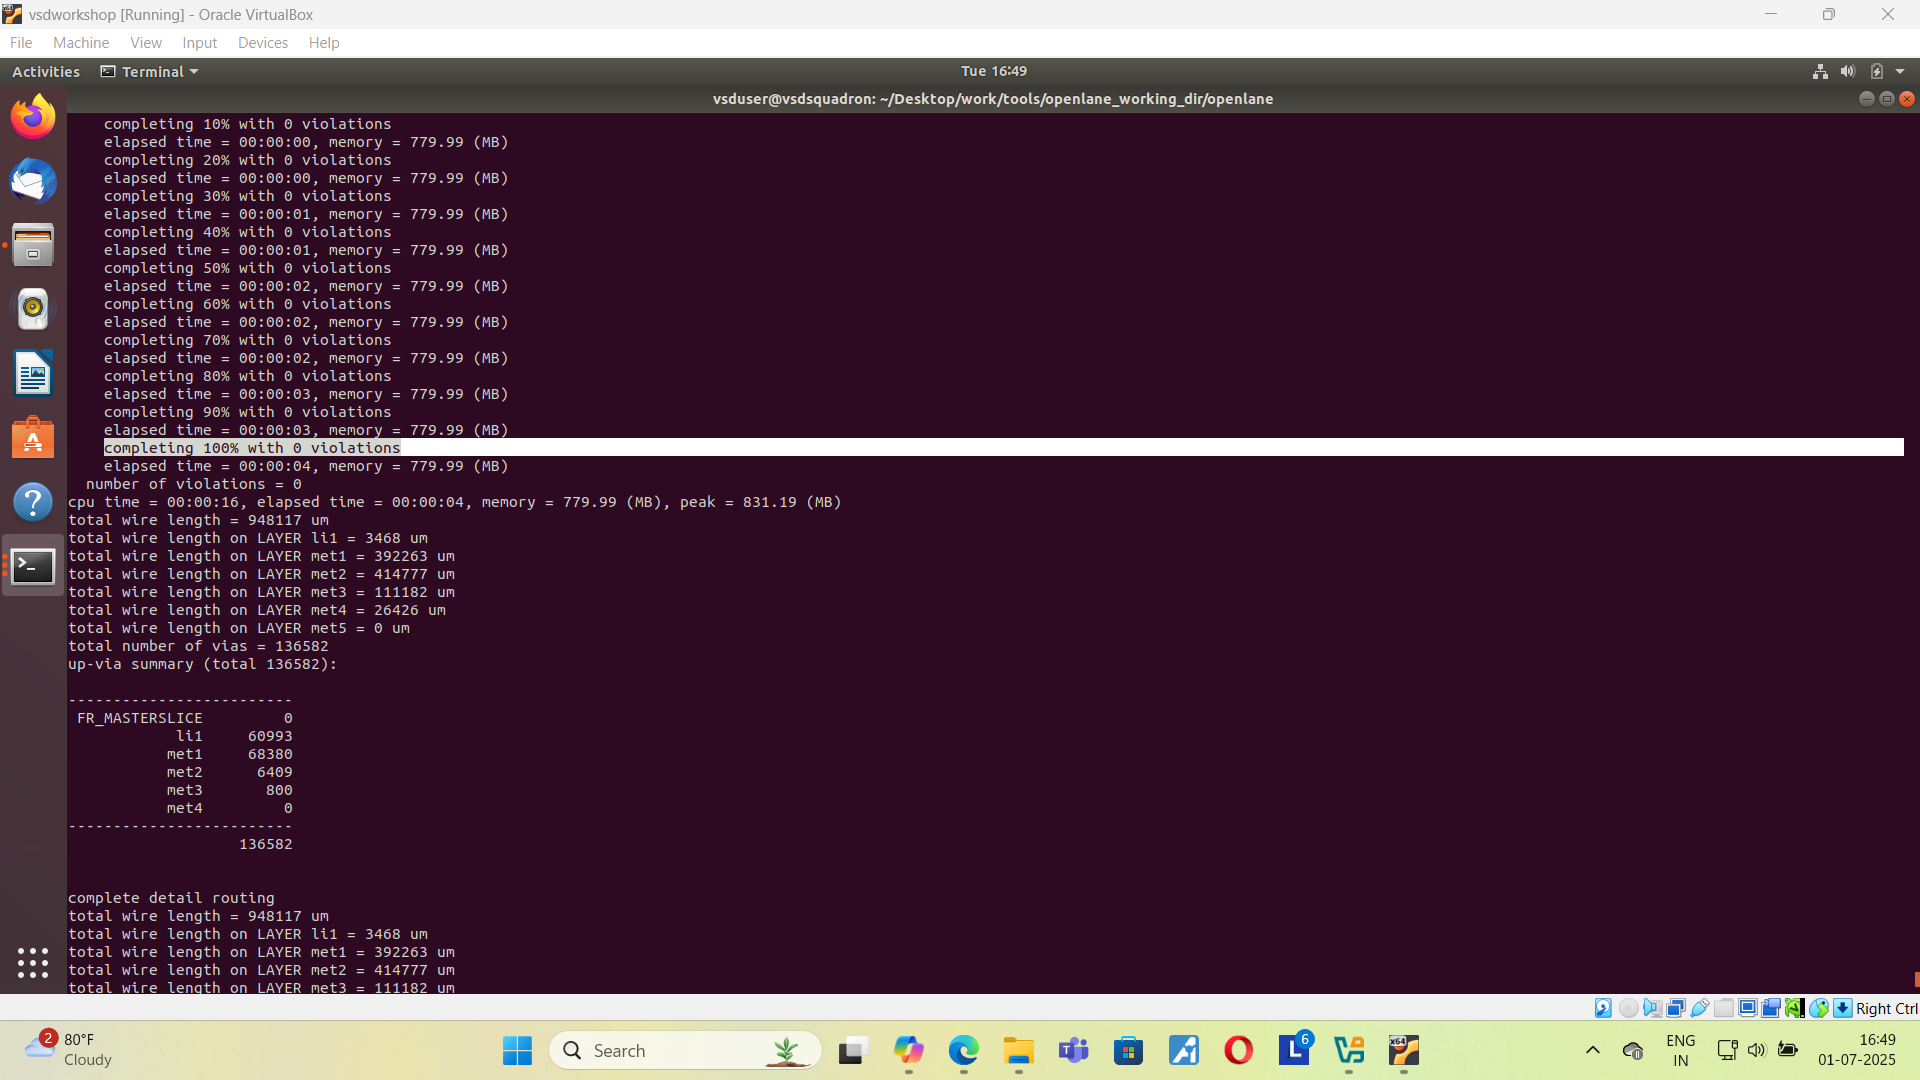 vsdworkshop [Running] - Oracle VirtualBox
File Machine View Input Devices Help
Activities Terminal Tue 16:49
vsduser@vsdsquadron: ~/Desktop/work/tools/openlane_working_dir/openlane
completing 10% with 0 violations
elapsed time = 00:00:00, memory = 779.99 (MB)
completing 20% with 0 violations
elapsed time = 00:00:00, memory = 779.99 (MB)
completing 30% with 0 violations
elapsed time = 00:00:01, memory = 779.99 (MB)
completing 40% with 0 violations
elapsed time = 00:00:01, memory = 779.99 (MB)
completing 50% with 0 violations
elapsed time = 00:00:02, memory = 779.99 (MB)
completing 60% with 0 violations
elapsed time = 00:00:02, memory = 779.99 (MB)
completing 70% with 0 violations
elapsed time = 00:00:02, memory = 779.99 (MB)
completing 80% with 0 violations
elapsed time = 00:00:03, memory = 779.99 (MB)
completing 90% with 0 violations
elapsed time = 00:00:03, memory = 779.99 (MB)
completing 100% with 0 violations
elapsed time = 00:00:04, memory = 779.99 (MB)
number of violations = 0
cpu time = 00:00:16, elapsed time = 00:00:04, memory = 779.99 (MB), peak = 831.19 (MB)
total wire length = 948117 um
total wire length on LAYER li1 = 3468 um
total wire length on LAYER met1 = 392263 um
total wire length on LAYER met2 = 414777 um
total wire length on LAYER met3 = 111182 um
total wire length on LAYER met4 = 26426 um
total wire length on LAYER met5 = 0 um
total number of vias = 136582
up-via summary (total 136582):
-------------------------
FR_MASTERSLICE 0
li1 60993
met1 68380
met2 6409
met3 800
met4 0
-------------------------
136582
complete detail routing
total wire length = 948117 um
total wire length on LAYER li1 = 3468 um
total wire length on LAYER met1 = 392263 um
total wire length on LAYER met2 = 414777 um
total wire length on LAYER met3 = 111182 um
Right Ctrl
2
80°F
Cloudy
Search
6
ENG
IN
16:49
01-07-2025